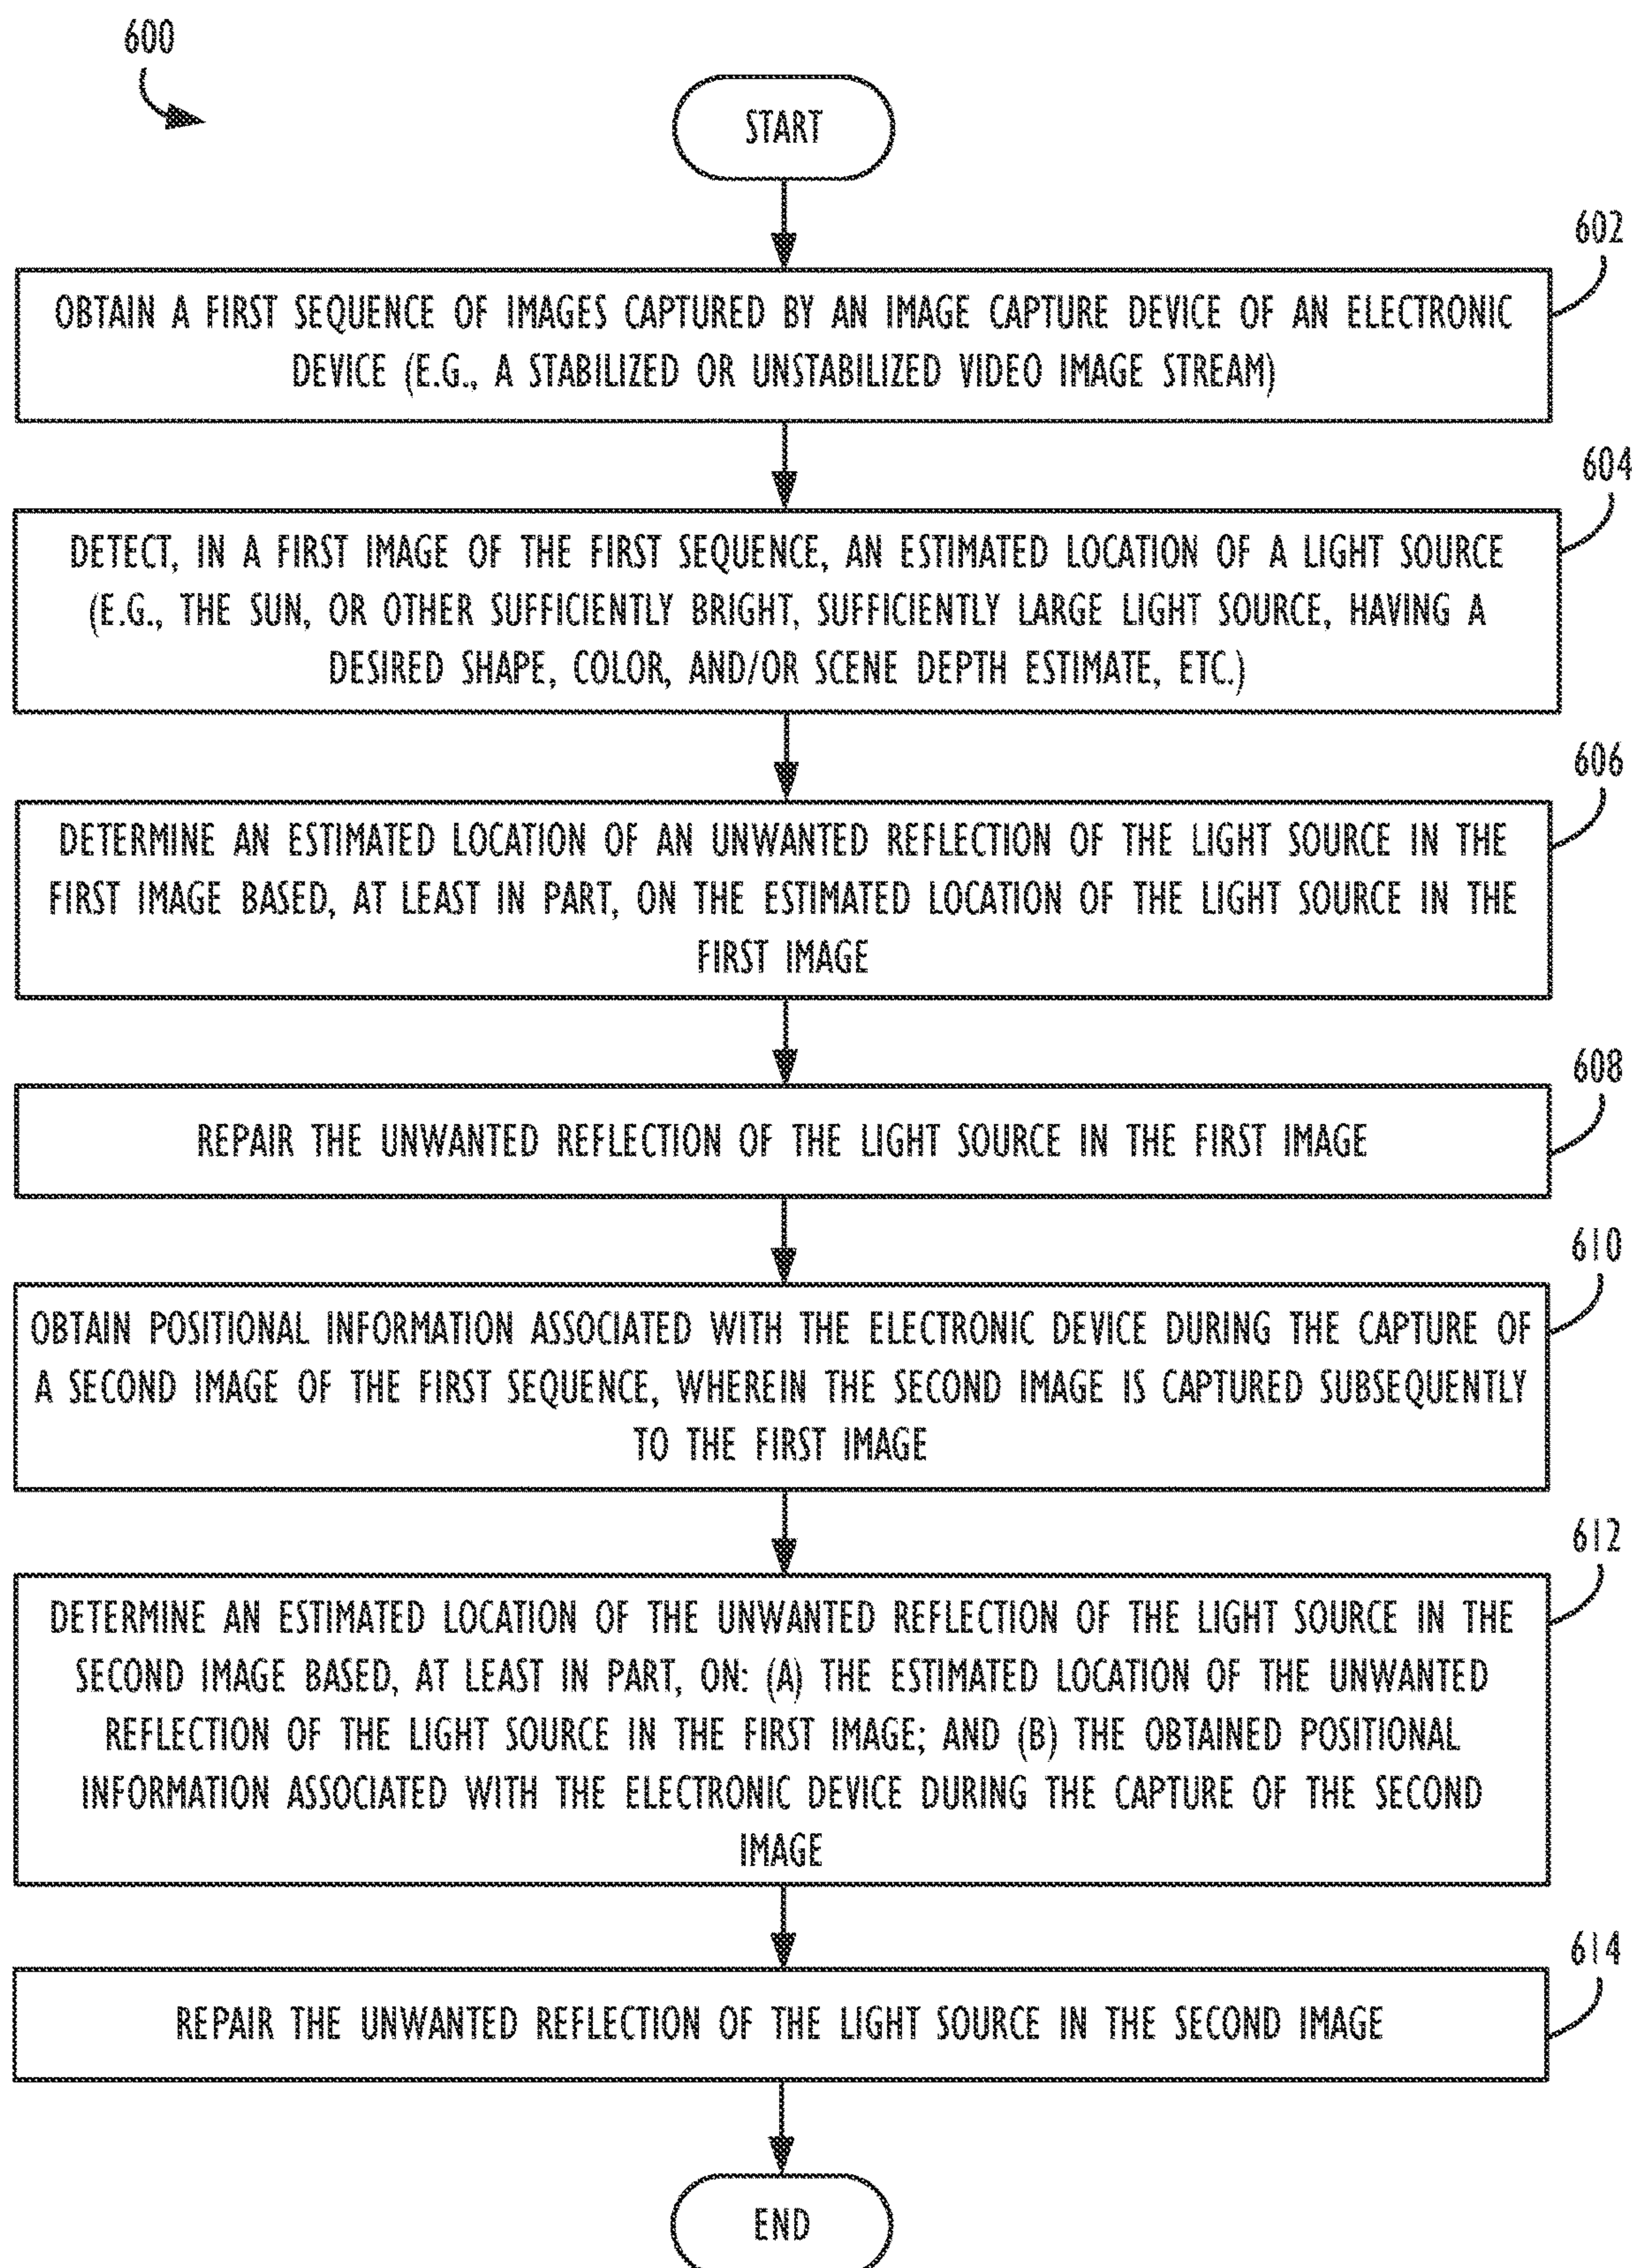 600
START
602
OBTAIN A FIRST SEQUENCE OF IMAGES CAPTURED BY AN IMAGE CAPTURE DEVICE OF AN ELECTRONIC
DEVICE (E.G., A STABILIZED OR UNSTABILIZED VIDEO IMAGE STREAM)
604
DETECT, IN A FIRST IMAGE OF THE FIRST SEQUENCE, AN ESTIMATED LOCATION OF A LIGHT SOURCE
(E.G., THE SUN, OR OTHER SUFFICIENTLY BRIGHT, SUFFICIENTLY LARGE LIGHT SOURCE, HAVING A
DESIRED SHAPE, COLOR, AND/OR SCENE DEPTH ESTIMATE, ETC.)
606
DETERMINE AN ESTIMATED LOCATION OF AN UNWANTED REFLECTION OF THE LIGHT SOURCE IN THE
FIRST IMAGE BASED, AT LEAST IN PART, ON THE ESTIMATED LOCATION OF THE LIGHT SOURCE IN THE
FIRST IMAGE
608
REPAIR THE UNWANTED REFLECTION OF THE LIGHT SOURCE IN THE FIRST IMAGE
610
OBTAIN POSITIONAL INFORMATION ASSOCIATED WITH THE ELECTRONIC DEVICE DURING THE CAPTURE OF
A SECOND IMAGE OF THE FIRST SEQUENCE, WHEREIN THE SECOND IMAGE IS CAPTURED SUBSEQUENTLY
TO THE FIRST IMAGE
612
DETERMINE AN ESTIMATED LOCATION OF THE UNWANTED REFLECTION OF THE LIGHT SOURCE IN THE
SECOND IMAGE BASED, AT LEAST IN PART, ON: (A) THE ESTIMATED LOCATION OF THE UNWANTED
REFLECTION OF THE LIGHT SOURCE IN THE FIRST IMAGE; AND (B) THE OBTAINED POSITIONAL
INFORMATION ASSOCIATED WITH THE ELECTRONIC DEVICE DURING THE CAPTURE OF THE SECOND
IMAGE
614
REPAIR THE UNWANTED REFLECTION OF THE LIGHT SOURCE IN THE SECOND IMAGE
END